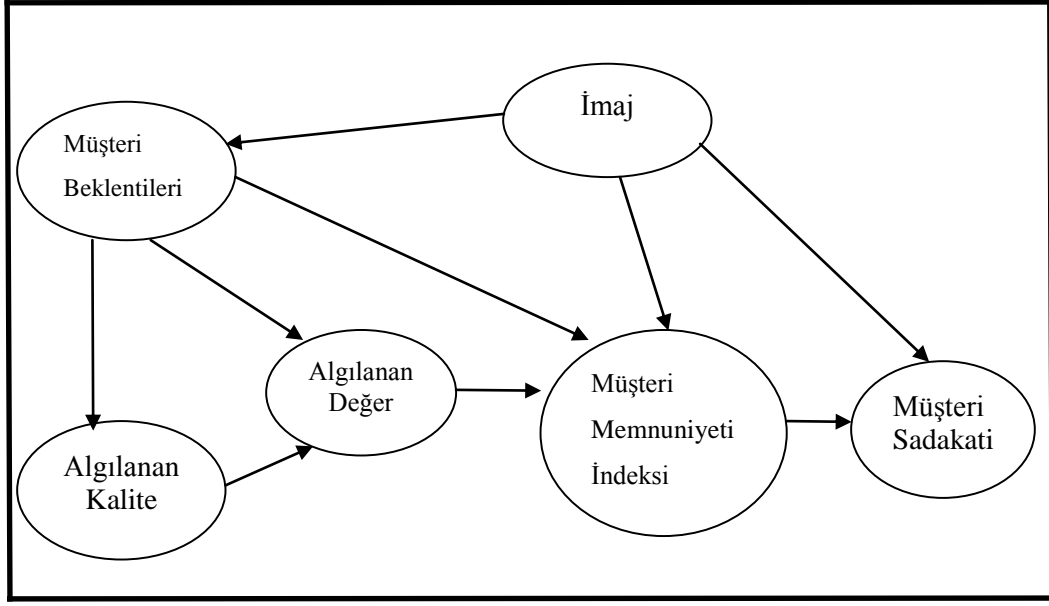 İmaj
Müşteri
Beklentileri
Algılanan
Değer
Müşteri
Memnuniyeti
İndeksi
Müşteri
Sadakati
Algılanan
Kalite